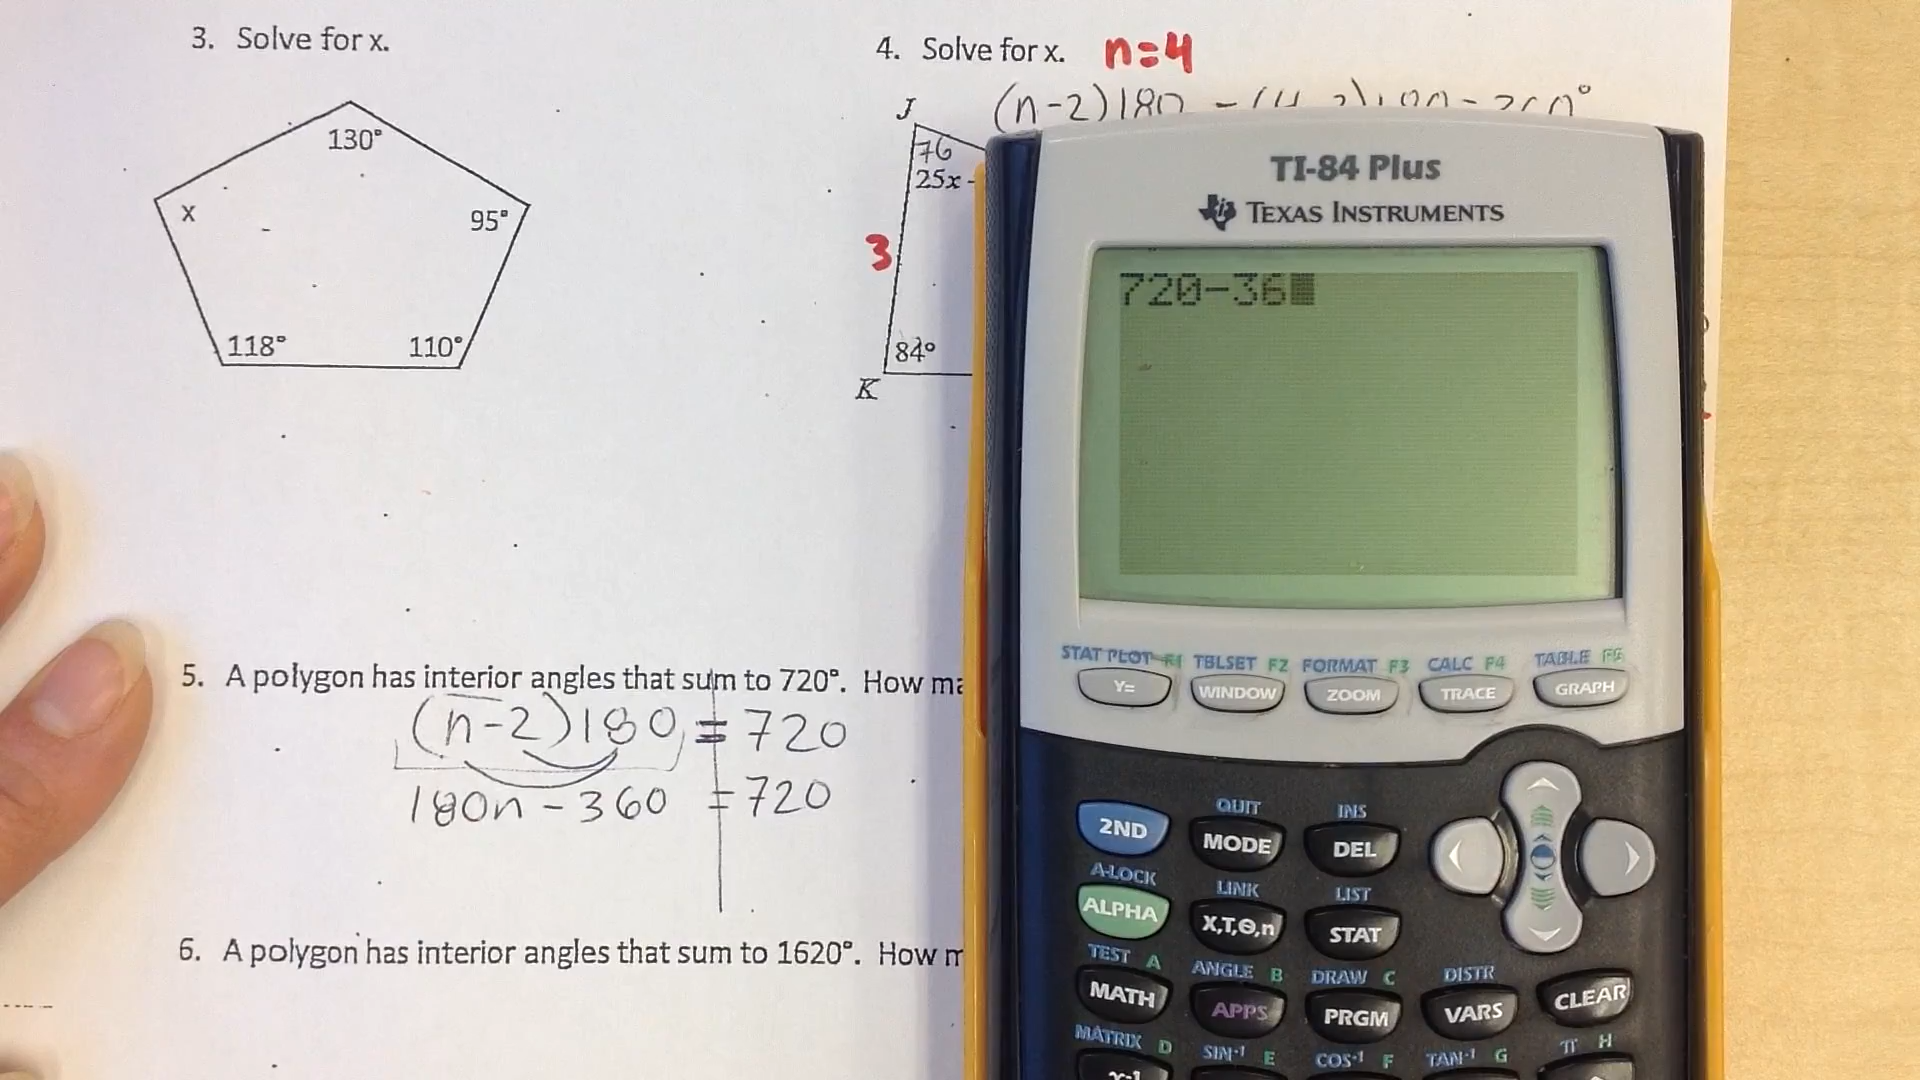 3. Solve for x.
130°
x
95°
118°
110°
4. Solve for x. n=4
J
(n-2)180
76
25x -
3
84°
K
5. A polygon has interior angles that sum to 720°. How
(n-2)180 = 720
180n - 360 = 720
6. A polygon has interior angles that sum to 1620°. How
TI-84 Plus
TEXAS INSTRUMENTS
720-36
STAT PLOT F1 TBLSET F2 FORMAT F3 CALC F4 TABLE F5
Y= WINDOW ZOOM TRACE GRAPH
QUIT INS
2ND MODE DEL
A-LOCK LINK LIST
ALPHA X,T,Θ,n STAT
TEST A ANGLE B DRAW C DISTR
MATH APPS PRGM VARS CLEAR
MATRIX D SIN⁻¹ E COS⁻¹ F TAN⁻¹ G π H